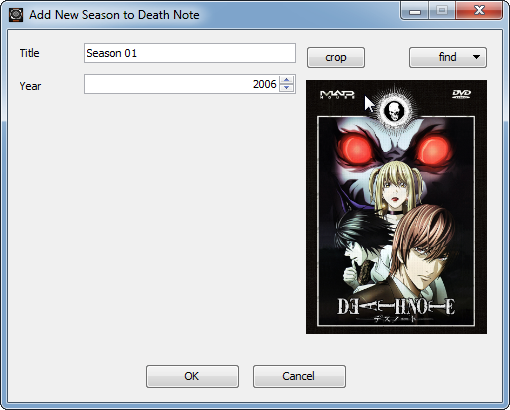 Add New Season to Death Note
Title
Season 01
crop
find
Year
2006
MADHOUSE
DVD
DEATH NOTE
デスノート
OK
Cancel